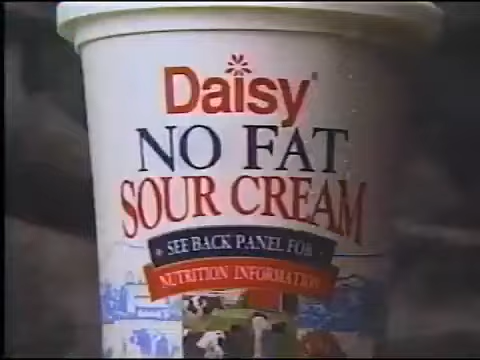 Daisy®
NO FAT
SOUR CREAM
SEE BACK PANEL FOR
NUTRITION INFORMATION